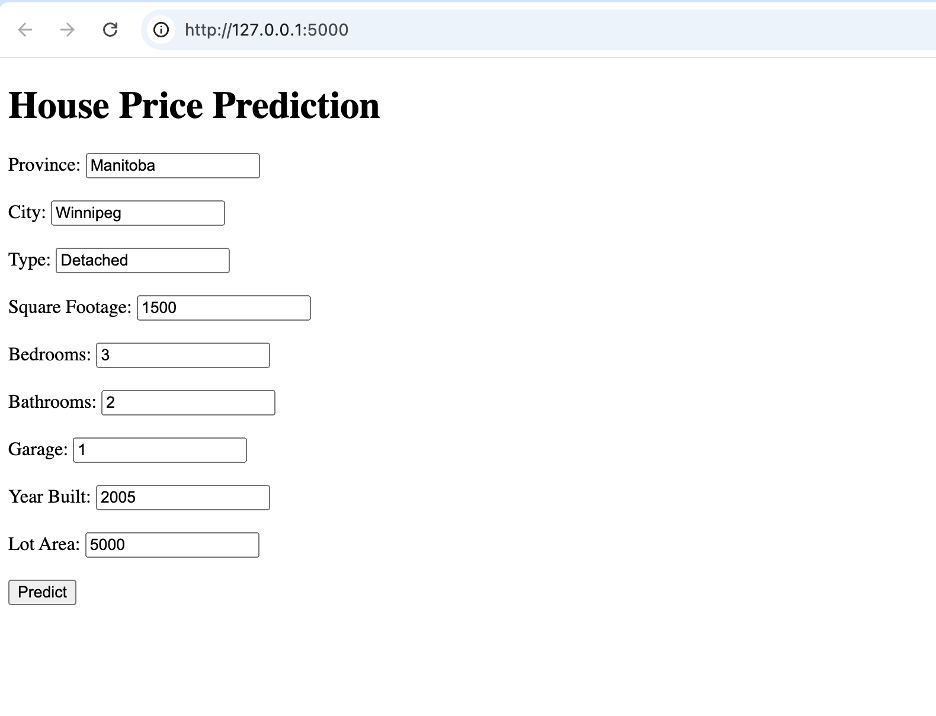 http://127.0.0.1:5000
House Price Prediction
Province: Manitoba
City: Winnipeg
Type: Detached
Square Footage: 1500
Bedrooms: 3
Bathrooms: 2
Garage: 1
Year Built: 2005
Lot Area: 5000
Predict